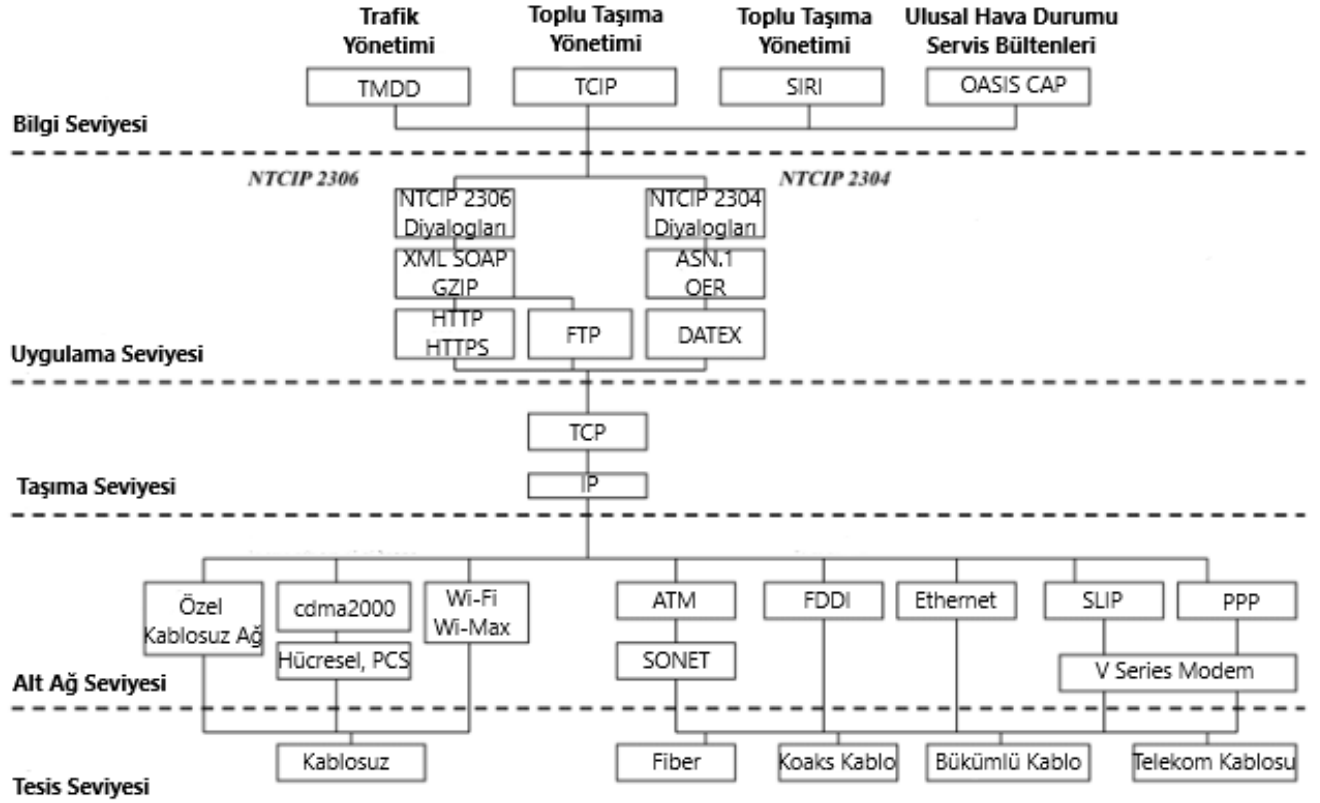 Trafik
Yönetimi
Toplu Taşıma
Yönetimi
Toplu Taşıma
Yönetimi
Ulusal Hava Durumu
Servis Bültenleri
TMDD
TCIP
SIRI
OASIS CAP
Bilgi Seviyesi
NTCIP 2306
NTCIP 2304
NTCIP 2306
Diyalogları
NTCIP 2304
Diyalogları
XML SOAP
GZIP
ASN.1
OER
HTTP
HTTPS
FTP
DATEX
Uygulama Seviyesi
TCP
IP
Taşıma Seviyesi
Özel
Kablosuz Ağ
cdma2000
Wi-Fi
Wi-Max
ATM
FDDI
Ethernet
SLIP
PPP
Hücresel, PCS
SONET
V Series Modem
Alt Ağ Seviyesi
Kablosuz
Fiber
Koaks Kablo
Bükümlü Kablo
Telekom Kablosu
Tesis Seviyesi